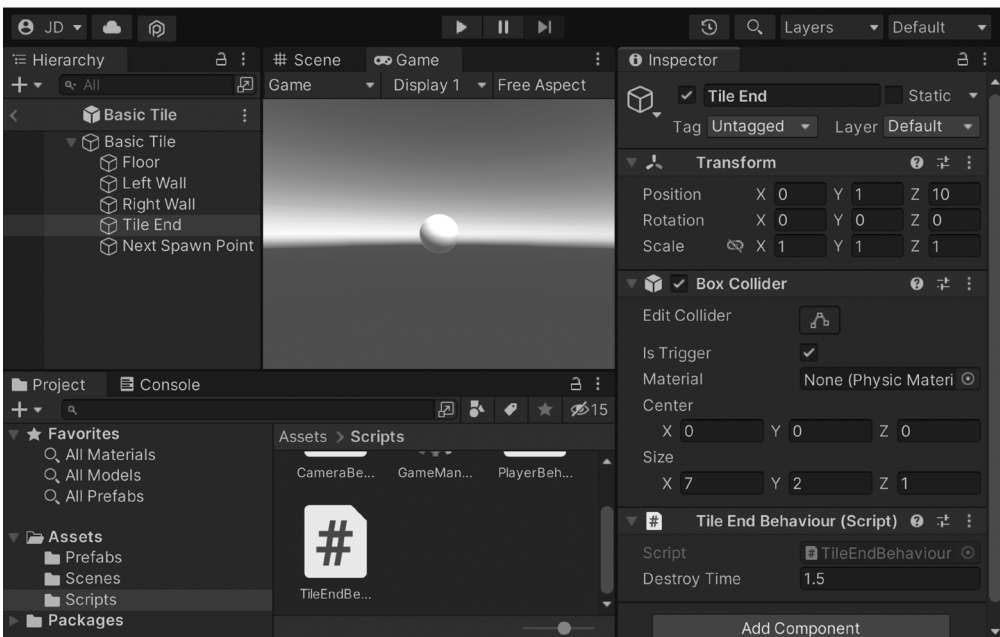 JD
Layers
Default
Hierarchy
All
Basic Tile
Basic Tile
Floor
Left Wall
Right Wall
Tile End
Next Spawn Point
Scene
Game
Game
Display 1
Free Aspect
Inspector
Tile End
Static
Tag Untagged
Layer Default
Transform
Position X 0 Y 1 Z 10
Rotation X 0 Y 0 Z 0
Scale X 1 Y 1 Z 1
Box Collider
Edit Collider
Is Trigger
Material None (Physic Materi
Center
X 0 Y 0 Z 0
Size
X 7 Y 2 Z 1
Tile End Behaviour (Script)
Script # TileEndBehaviour
Destroy Time 1.5
Add Component
Project
Console
15
Favorites
All Materials
All Models
All Prefabs
Assets
Prefabs
Scenes
Scripts
Packages
Assets > Scripts
CameraBe...
GameMan...
PlayerBeh...
#
TileEndBe...